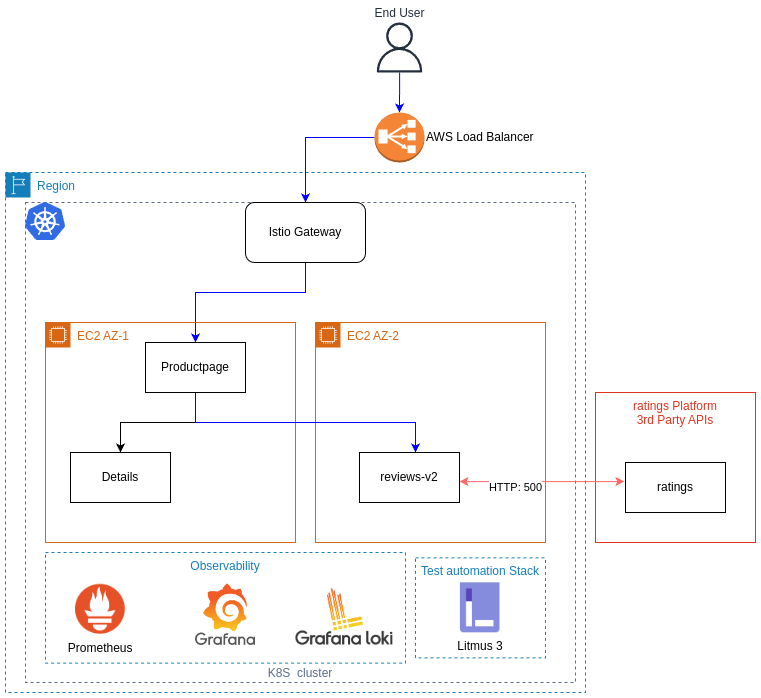 End User
AWS Load Balancer
Region
Istio Gateway
EC2 AZ-1
EC2 AZ-2
Productpage
ratings Platform
3rd Party APIs
Details
reviews-v2
HTTP: 500
ratings
Observability
Test automation Stack
Prometheus
Grafana
Grafana loki
Litmus 3
K8S cluster